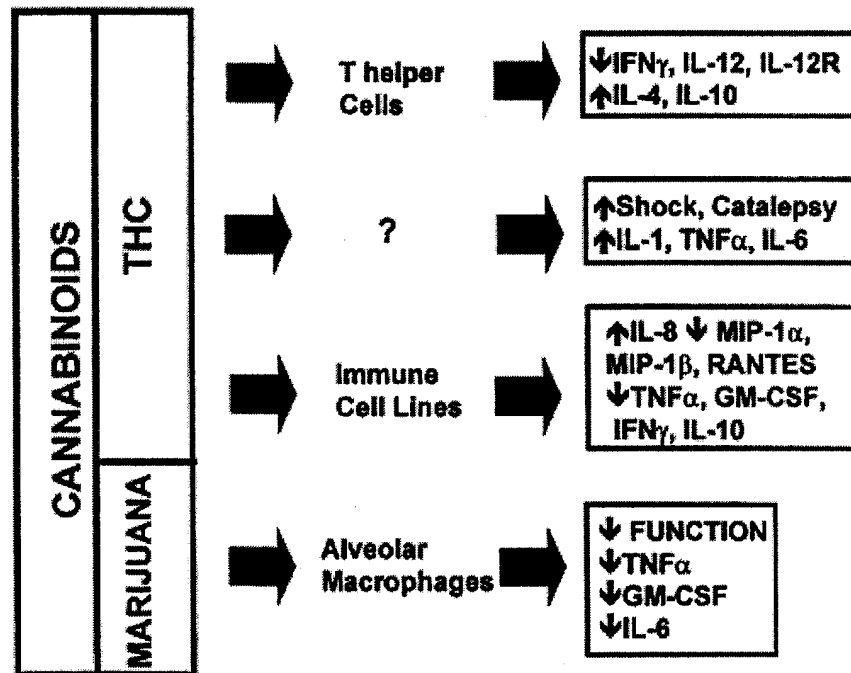 CANNABINOIDS
THC
MARIJUANA
T helper
Cells
↓IFNγ, IL-12, IL-12R
↑IL-4, IL-10
?
↑Shock, Catalepsy
↑IL-1, TNFα, IL-6
Immune
Cell Lines
↑IL-8 ↓ MIP-1α,
MIP-1β, RANTES
↓TNFα, GM-CSF,
IFNγ, IL-10
Alveolar
Macrophages
↓ FUNCTION
↓TNFα
↓GM-CSF
↓IL-6